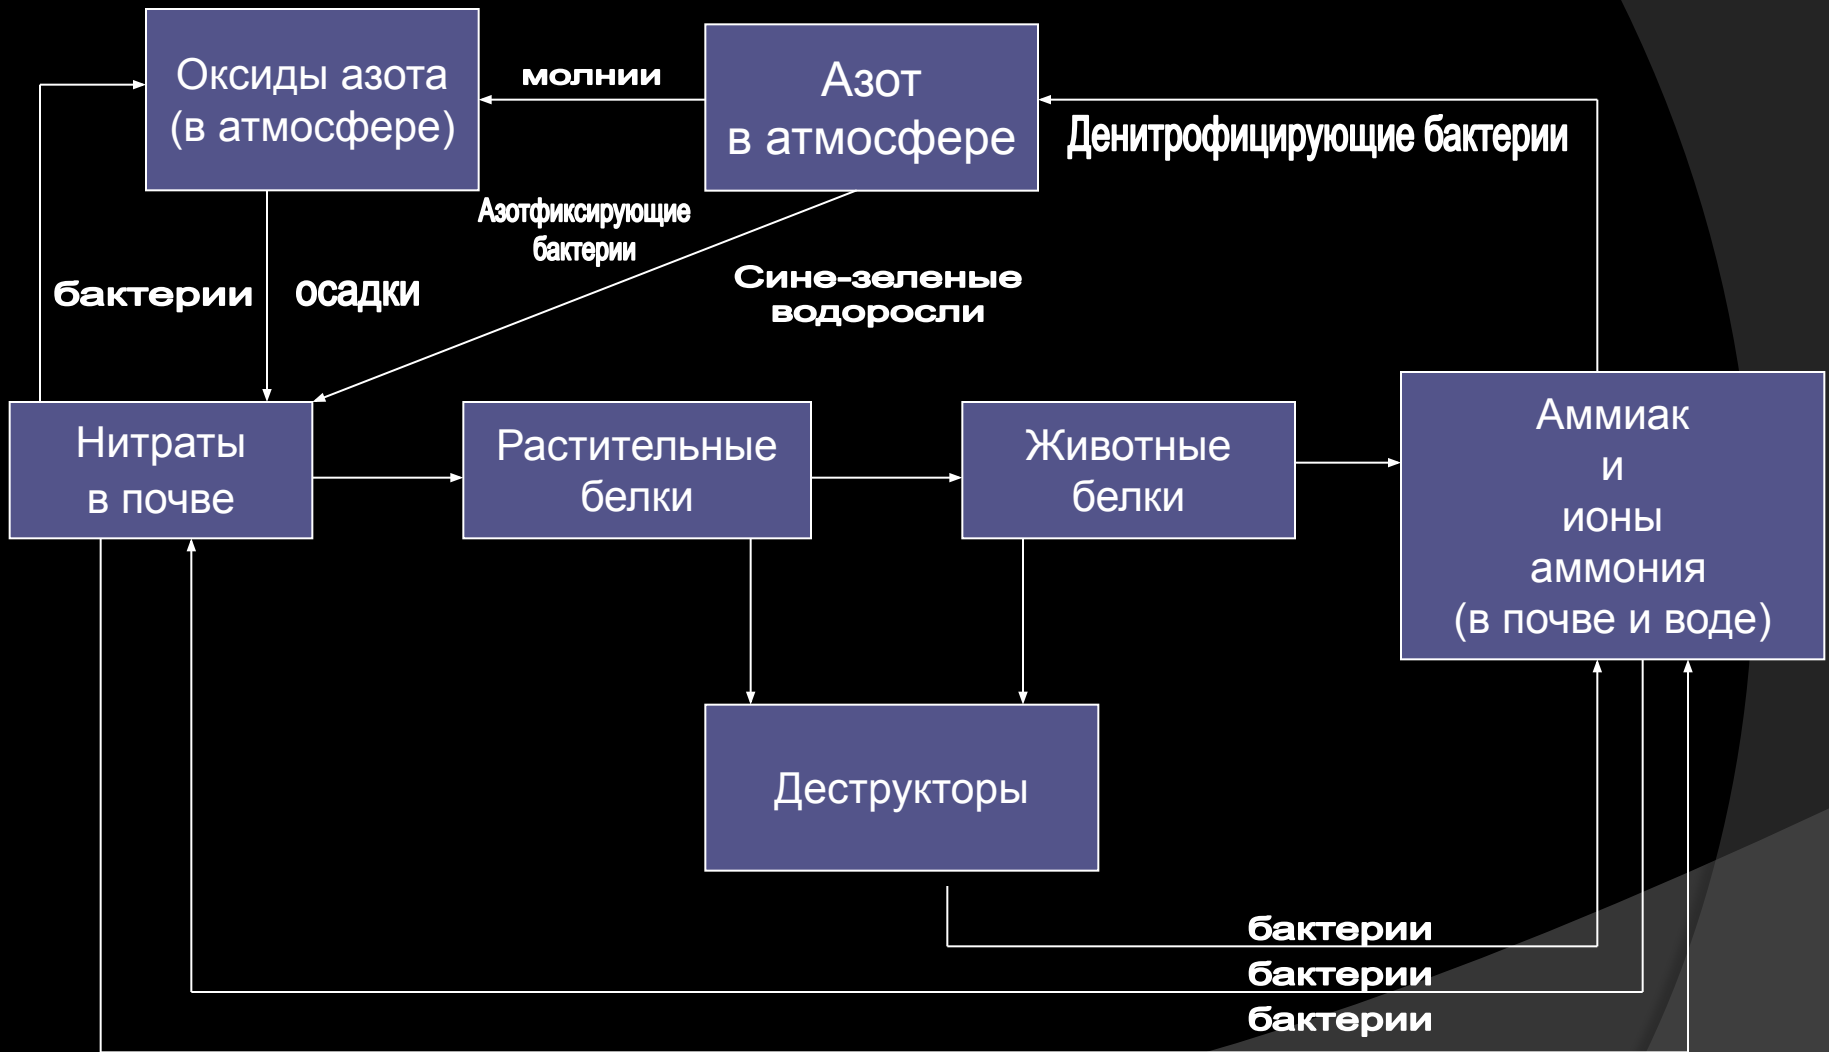 Оксиды азота
(в атмосфере)
молнии
Азот
в атмосфере
Денитрофицирующие бактерии
Азотфиксирующие
бактерии
Сине-зеленые
водоросли
бактерии
осадки
Нитраты
в почве
Растительные
белки
Животные
белки
Аммиак
и
ионы
аммония
(в почве и воде)
Деструкторы
бактерии
бактерии
бактерии